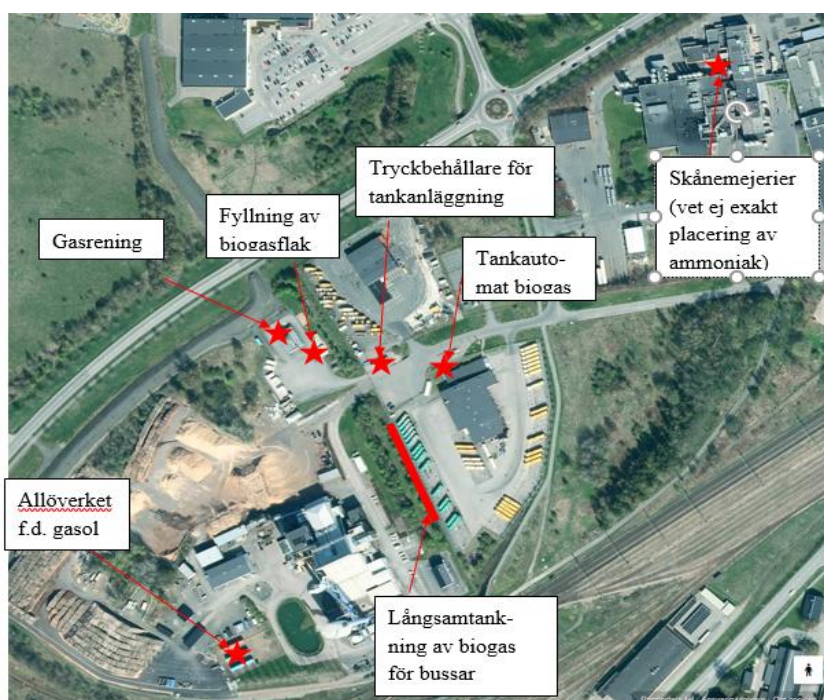 Tryckbehållare för
tankanläggning
Skånemejerier
(vet ej exakt
placering av
ammoniak)
Fyllning av
biogasflak
Gasrening
Tankauto-
mat biogas
Allöverket
f.d. gasol
Långsamtank-
ning av biogas
för bussar